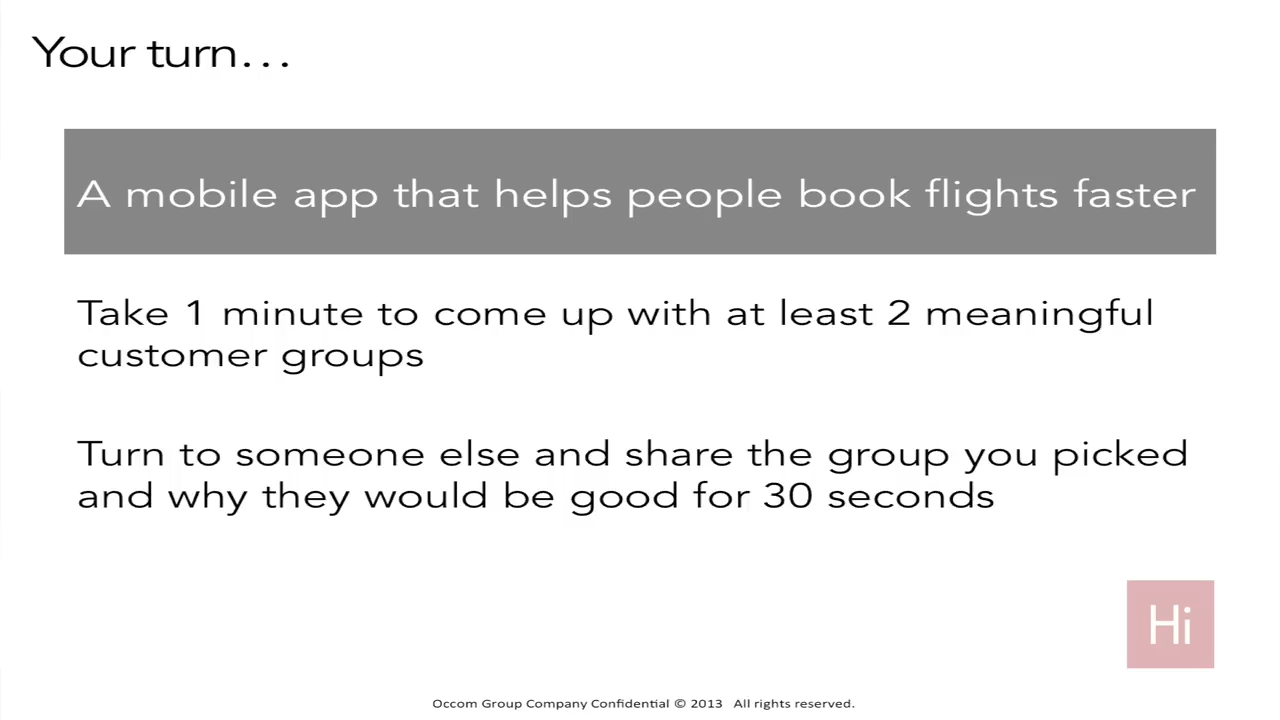 Your turn…
A mobile app that helps people book flights faster
Take 1 minute to come up with at least 2 meaningful
customer groups
Turn to someone else and share the group you picked
and why they would be good for 30 seconds
Hi
Occom Group Company Confidential © 2013 All rights reserved.